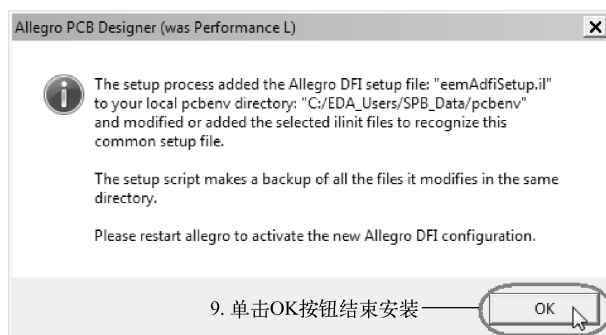 Allegro PCB Designer (was Performance L)
The setup process added the Allegro DFI setup file: "eemAdfiSetup.il"
to your local pcbenv directory: "C:/EDA_Users/SPB_Data/pcbenv"
and modified or added the selected ilinit files to recognize this
common setup file.
The setup script makes a backup of all the files it modifies in the same
directory.
Please restart allegro to activate the new Allegro DFI configuration.
9. 单击OK按钮结束安装
OK